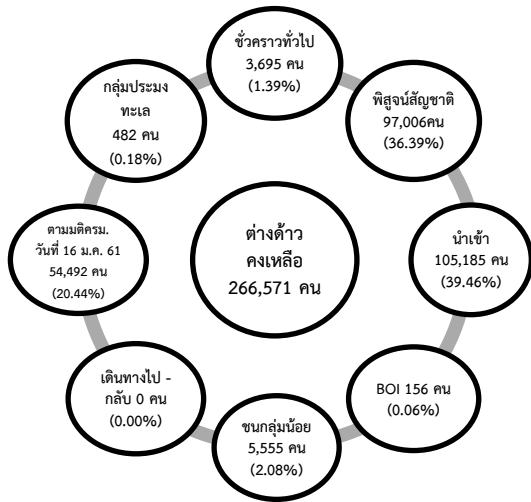 ชั่วคราวทั่วไป
3,695 คน
(1.39%)
พิสูจน์สัญชาติ
97,006คน
(36.39%)
นำเข้า
105,185 คน
(39.46%)
BOI 156 คน
(0.06%)
ชนกลุ่มน้อย
5,555 คน
(2.08%)
เดินทางไป -
กลับ 0 คน
(0.00%)
ตามมติครม.
วันที่ 16 ม.ค. 61
54,492 คน
(20.44%)
กลุ่มประมง
ทะเล
482 คน
(0.18%)
ต่างด้าว
คงเหลือ
266,571 คน